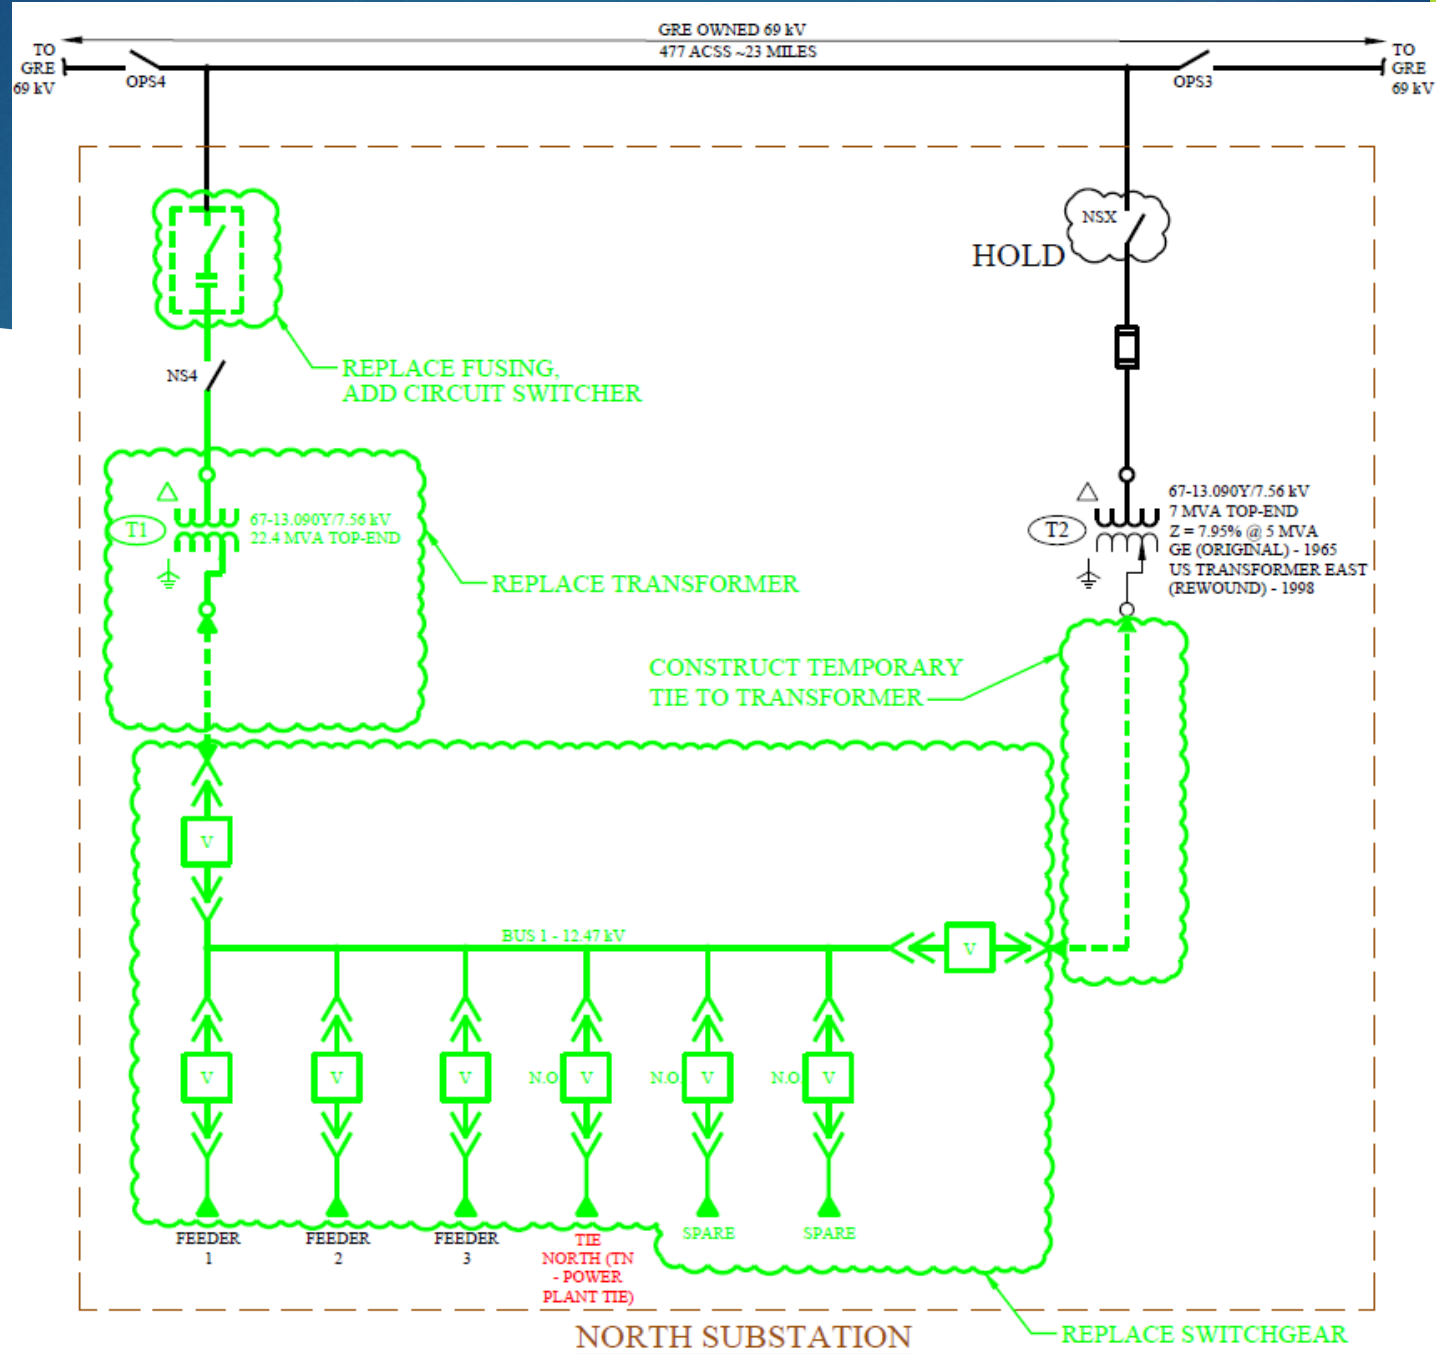 GRE OWNED 69 kV
477 ACSS ~23 MILES
TO
GRE
69 kV
OPS4
OPS3
TO
GRE
69 kV
NSX
HOLD
REPLACE FUSING,
ADD CIRCUIT SWITCHER
NS4
T1
67-13.090Y/7.56 kV
22.4 MVA TOP-END
REPLACE TRANSFORMER
T2
67-13.090Y/7.56 kV
7 MVA TOP-END
Z = 7.95% @ 5 MVA
GE (ORIGINAL) - 1965
US TRANSFORMER EAST
(REWOUND) - 1998
CONSTRUCT TEMPORARY
TIE TO TRANSFORMER
V
BUS 1 - 12.47 kV
V
V
V
V
N.O.
V
N.O.
V
N.O.
V
FEEDER
1
FEEDER
2
FEEDER
3
TIE
NORTH (TN
- POWER
PLANT TIE)
SPARE
SPARE
NORTH SUBSTATION
REPLACE SWITCHGEAR